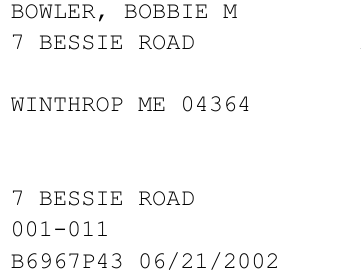 BOWLER, BOBBIE M
7 BESSIE ROAD
WINTHROP ME 04364
7 BESSIE ROAD
001-011
B6967P43 06/21/2002